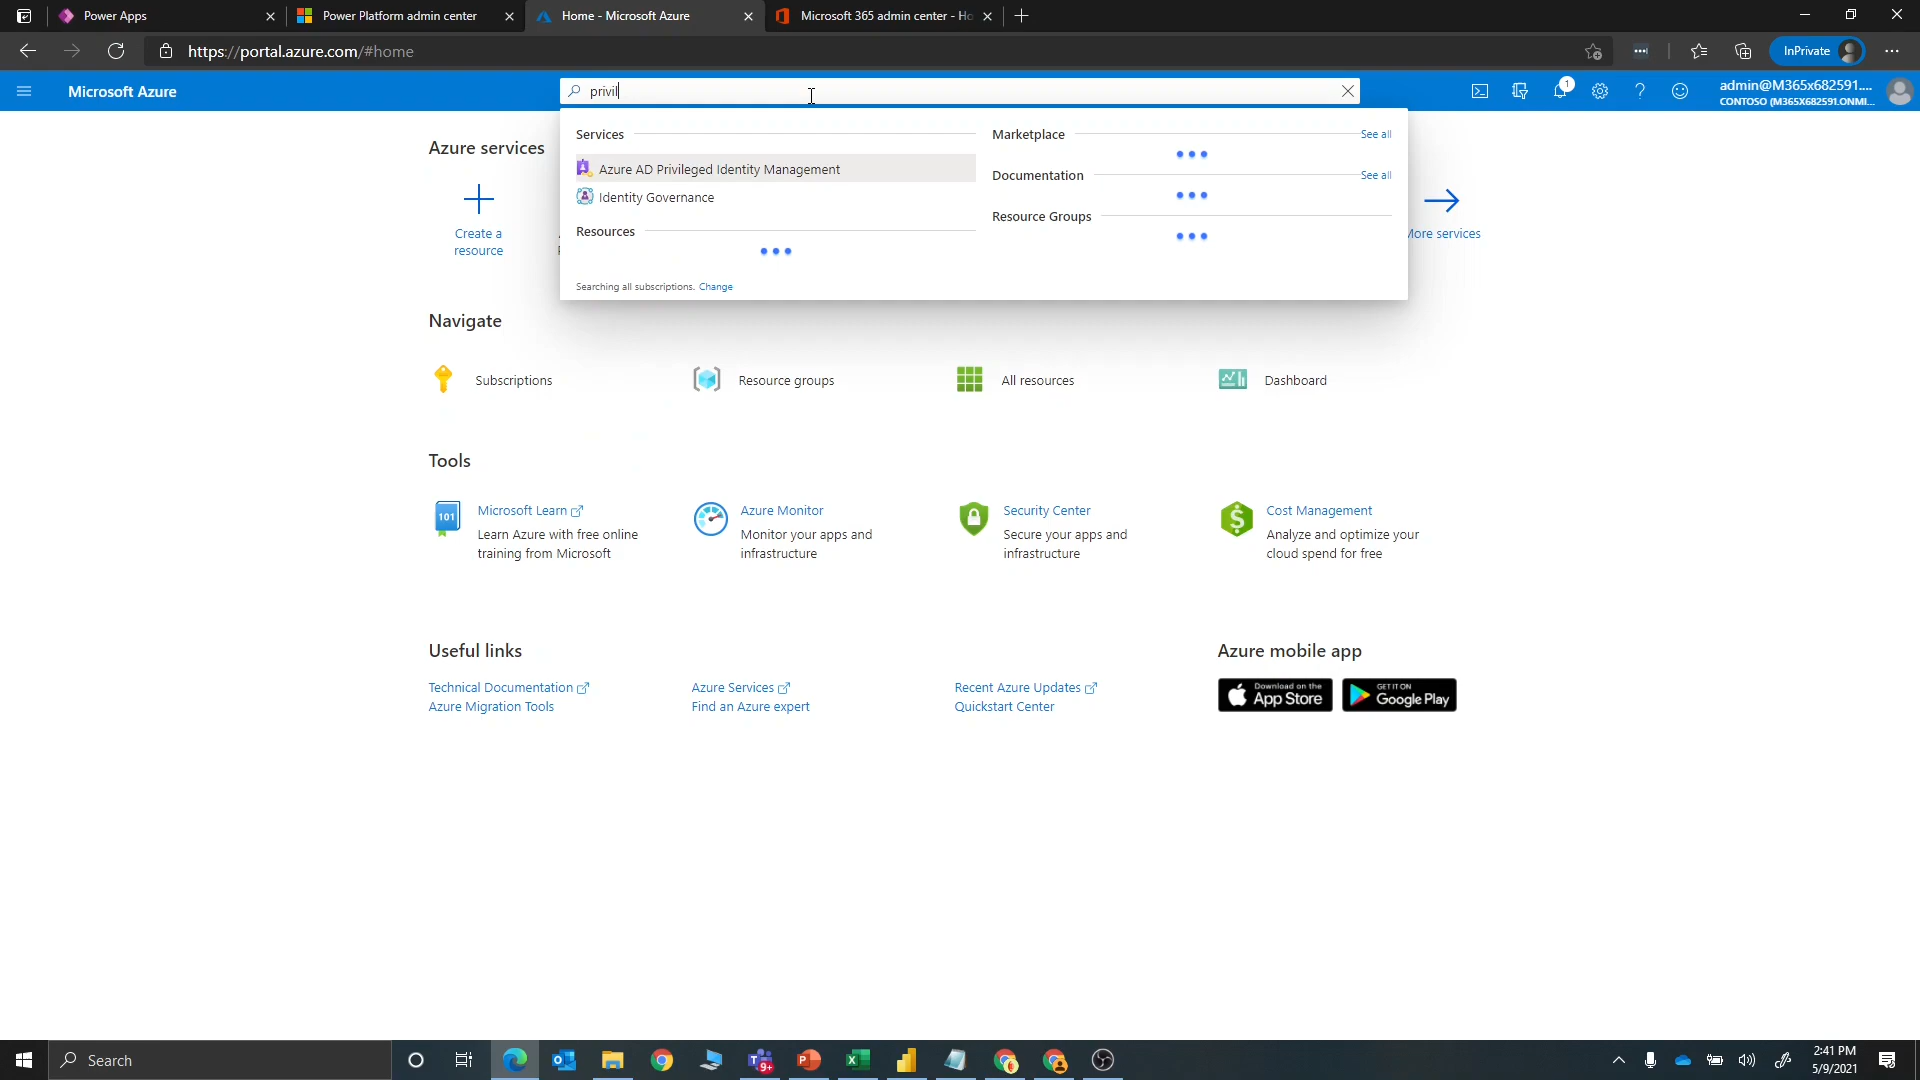 Power Apps
Power Platform admin center
Home - Microsoft Azure
Microsoft 365 admin center - Ho
https://portal.azure.com/#home
InPrivate
Microsoft Azure
privil
1
admin@M365x682591....
CONTOSO (M365X682591.ONMI...
Services
Azure AD Privileged Identity Management
Identity Governance
Resources
Searching all subscriptions. Change
Marketplace
See all
Documentation
See all
Resource Groups
Azure services
Create a
resource
More services
Navigate
Subscriptions
Resource groups
All resources
Dashboard
Tools
101
Microsoft Learn
Learn Azure with free online
training from Microsoft
Azure Monitor
Monitor your apps and
infrastructure
Security Center
Secure your apps and
infrastructure
Cost Management
Analyze and optimize your
cloud spend for free
Useful links
Technical Documentation
Azure Migration Tools
Azure Services
Find an Azure expert
Recent Azure Updates
Quickstart Center
Azure mobile app
Download on the
App Store
GET IT ON
Google Play
Search
9+
2:41 PM
5/9/2021